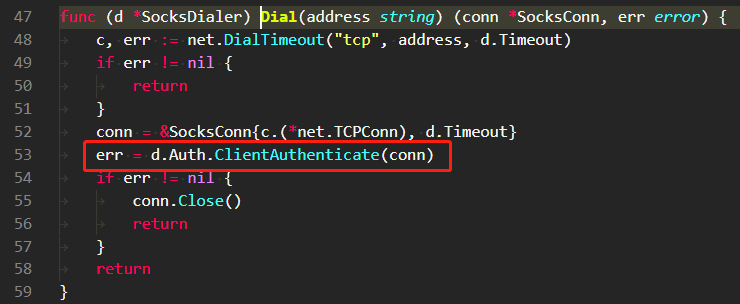 47 func (d *SocksDialer) Dial(address string) (conn *SocksConn, err error) {
48 c, err := net.DialTimeout("tcp", address, d.Timeout)
49 if err != nil {
50 return
51 }
52 conn = &SocksConn{c.(*net.TCPConn), d.Timeout}
53 err = d.Auth.ClientAuthenticate(conn)
54 if err != nil {
55 conn.Close()
56 return
57 }
58 return
59 }